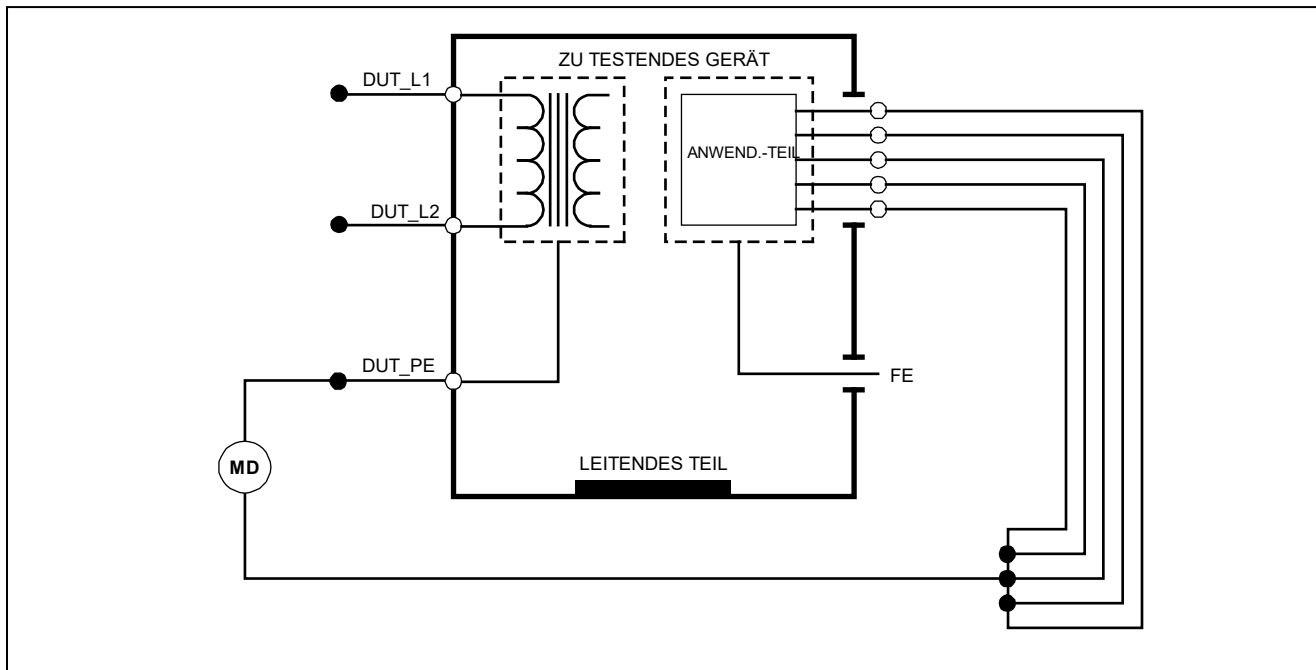 ZU TESTENDES GERÄT
DUT_L1
ANWEND.-TEIL
DUT_L2
DUT_PE
FE
LEITENDES TEIL
MD